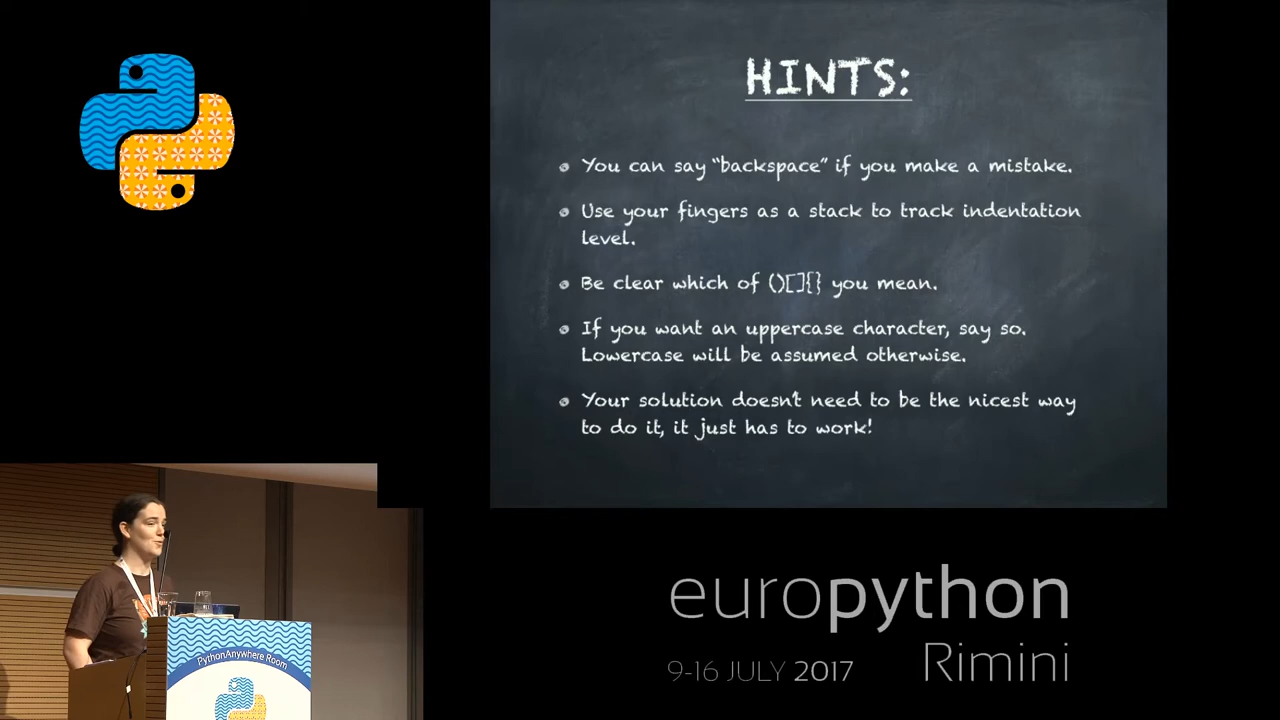 HINTS:
You can say “backspace” if you make a mistake.
Use your fingers as a stack to track indentation
level.
Be clear which of ()[]{} you mean.
If you want an uppercase character, say so.
Lowercase will be assumed otherwise.
Your solution doesn't need to be the nicest way
to do it, it just has to work!
PythonAnywhere Room
europython
Rimini
9-16 JULY 2017